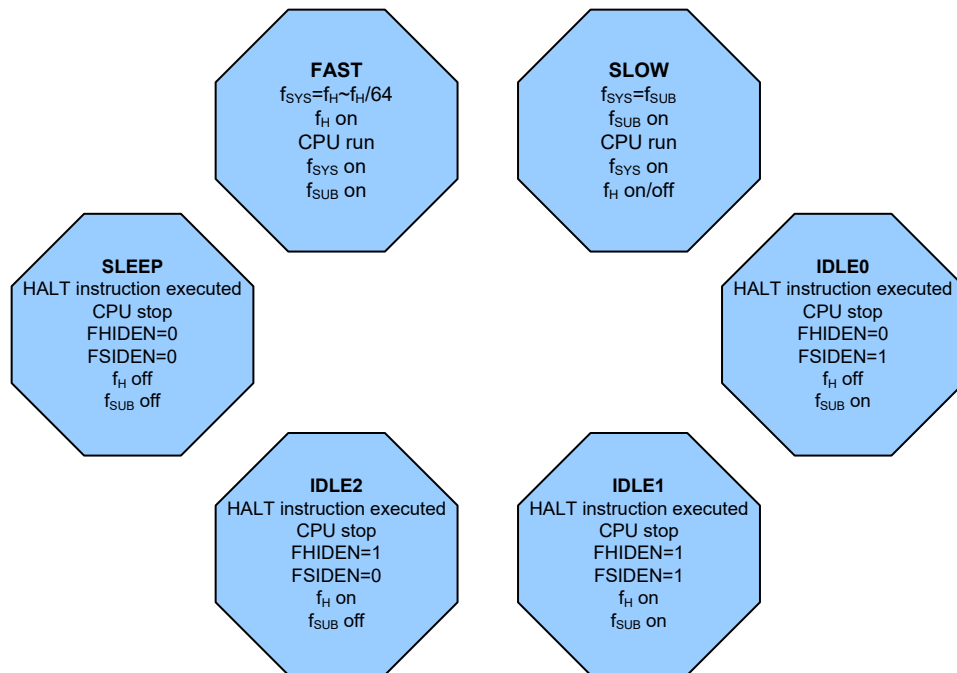 FAST
fSYS=fH~fH/64
fH on
CPU run
fSYS on
fSUB on
SLOW
fSYS=fSUB
fSUB on
CPU run
fSYS on
fH on/off
SLEEP
HALT instruction executed
CPU stop
FHIDEN=0
FSIDEN=0
fH off
fSUB off
IDLE0
HALT instruction executed
CPU stop
FHIDEN=0
FSIDEN=1
fH off
fSUB on
IDLE2
HALT instruction executed
CPU stop
FHIDEN=1
FSIDEN=0
fH on
fSUB off
IDLE1
HALT instruction executed
CPU stop
FHIDEN=1
FSIDEN=1
fH on
fSUB on